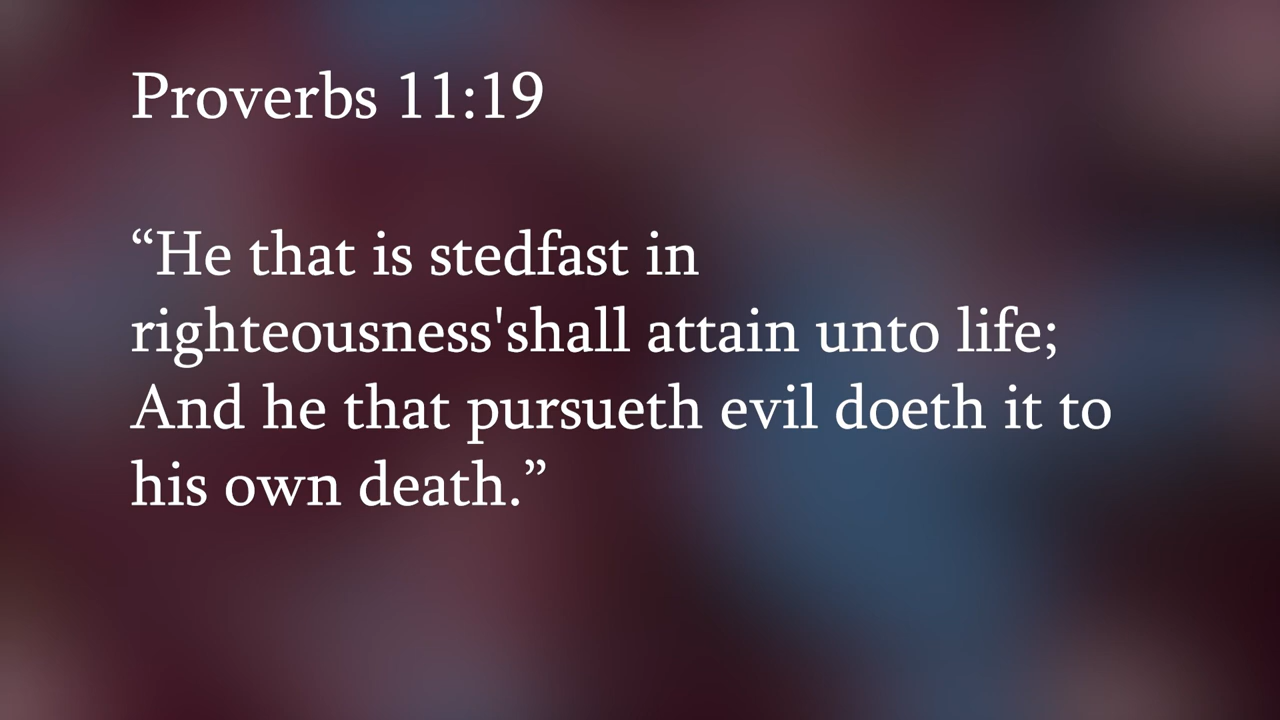 Proverbs 11:19
“He that is stedfast in
righteousness'shall attain unto life;
And he that pursueth evil doeth it to
his own death.”